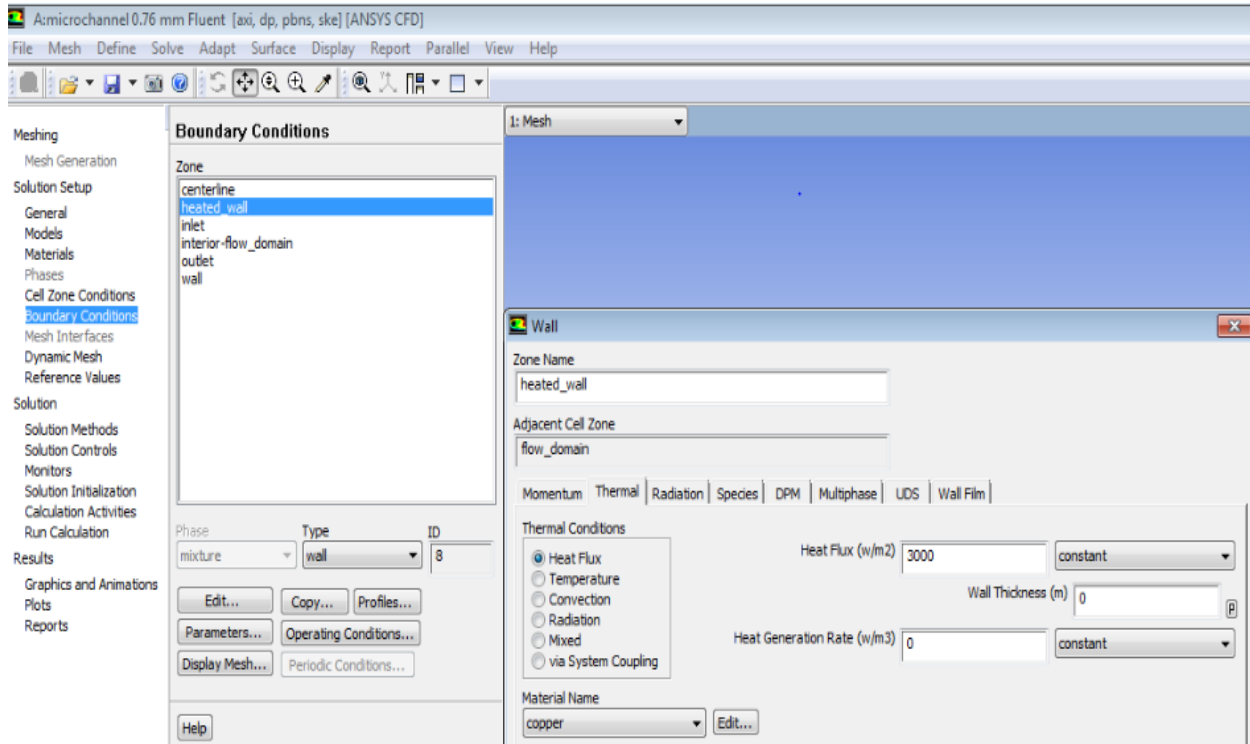 A:microchannel 0.76 mm Fluent [axi, dp, pbns, ske] [ANSYS CFD]
File Mesh Define Solve Adapt Surface Display Report Parallel View Help
Meshing
Mesh Generation
Solution Setup
General
Models
Materials
Phases
Cell Zone Conditions
Boundary Conditions
Mesh Interfaces
Dynamic Mesh
Reference Values
Solution
Solution Methods
Solution Controls
Monitors
Solution Initialization
Calculation Activities
Run Calculation
Results
Graphics and Animations
Plots
Reports
Boundary Conditions
Zone
centerline
heated_wall
inlet
interior-flow_domain
outlet
wall
Phase Type ID
mixture wall 8
Edit... Copy... Profiles...
Parameters... Operating Conditions...
Display Mesh... Periodic Conditions...
Help
1: Mesh
Wall
Zone Name
heated_wall
Adjacent Cell Zone
flow_domain
Momentum Thermal Radiation Species DPM Multiphase UDS Wall Film
Thermal Conditions
Heat Flux
Temperature
Convection
Radiation
Mixed
via System Coupling
Heat Flux (w/m2) 3000 constant
Wall Thickness (m) 0 P
Heat Generation Rate (w/m3) 0 constant
Material Name
copper Edit...